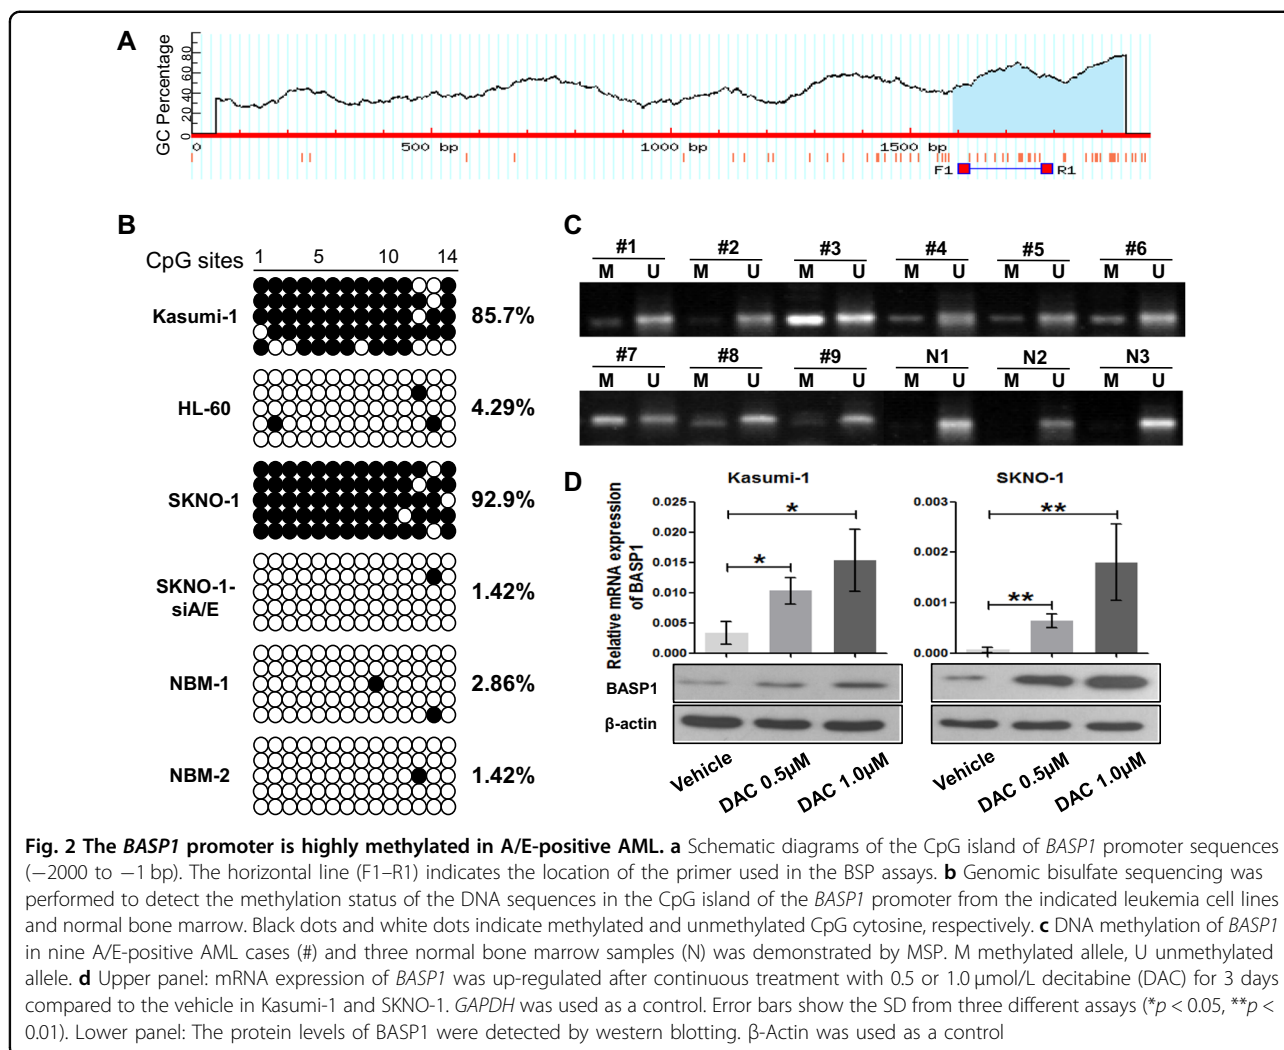 A
GC Percentage
0 20 40 60 80
0 500 bp 1000 bp 1500 bp
F1 R1
B
CpG sites
1 5 10 14
Kasumi-1 85.7%
HL-60 4.29%
SKNO-1 92.9%
SKNO-1-
siA/E
1.42%
NBM-1 2.86%
NBM-2 1.42%
C
#1 #2 #3 #4 #5 #6
M U M U M U M U M U M U
#7 #8 #9 N1 N2 N3
M U M U M U M U M U M U
D
Kasumi-1
Relative mRNA expression
of BASP1
0.025
0.020
0.015
0.010
0.005
0.000
*
*
SKNO-1
0.003
0.002
0.001
0.000
**
**
BASP1
β-actin
Vehicle DAC 0.5μM DAC 1.0μM
Vehicle DAC 0.5μM DAC 1.0μM
Fig. 2 The BASP1 promoter is highly methylated in A/E-positive AML. a Schematic diagrams of the CpG island of BASP1 promoter sequences
(−2000 to −1 bp). The horizontal line (F1–R1) indicates the location of the primer used in the BSP assays. b Genomic bisulfate sequencing was
performed to detect the methylation status of the DNA sequences in the CpG island of the BASP1 promoter from the indicated leukemia cell lines
and normal bone marrow. Black dots and white dots indicate methylated and unmethylated CpG cytosine, respectively. c DNA methylation of BASP1
in nine A/E-positive AML cases (#) and three normal bone marrow samples (N) was demonstrated by MSP. M methylated allele, U unmethylated
allele. d Upper panel: mRNA expression of BASP1 was up-regulated after continuous treatment with 0.5 or 1.0 μmol/L decitabine (DAC) for 3 days
compared to the vehicle in Kasumi-1 and SKNO-1. GAPDH was used as a control. Error bars show the SD from three different assays (*p < 0.05, **p <
0.01). Lower panel: The protein levels of BASP1 were detected by western blotting. β-Actin was used as a control